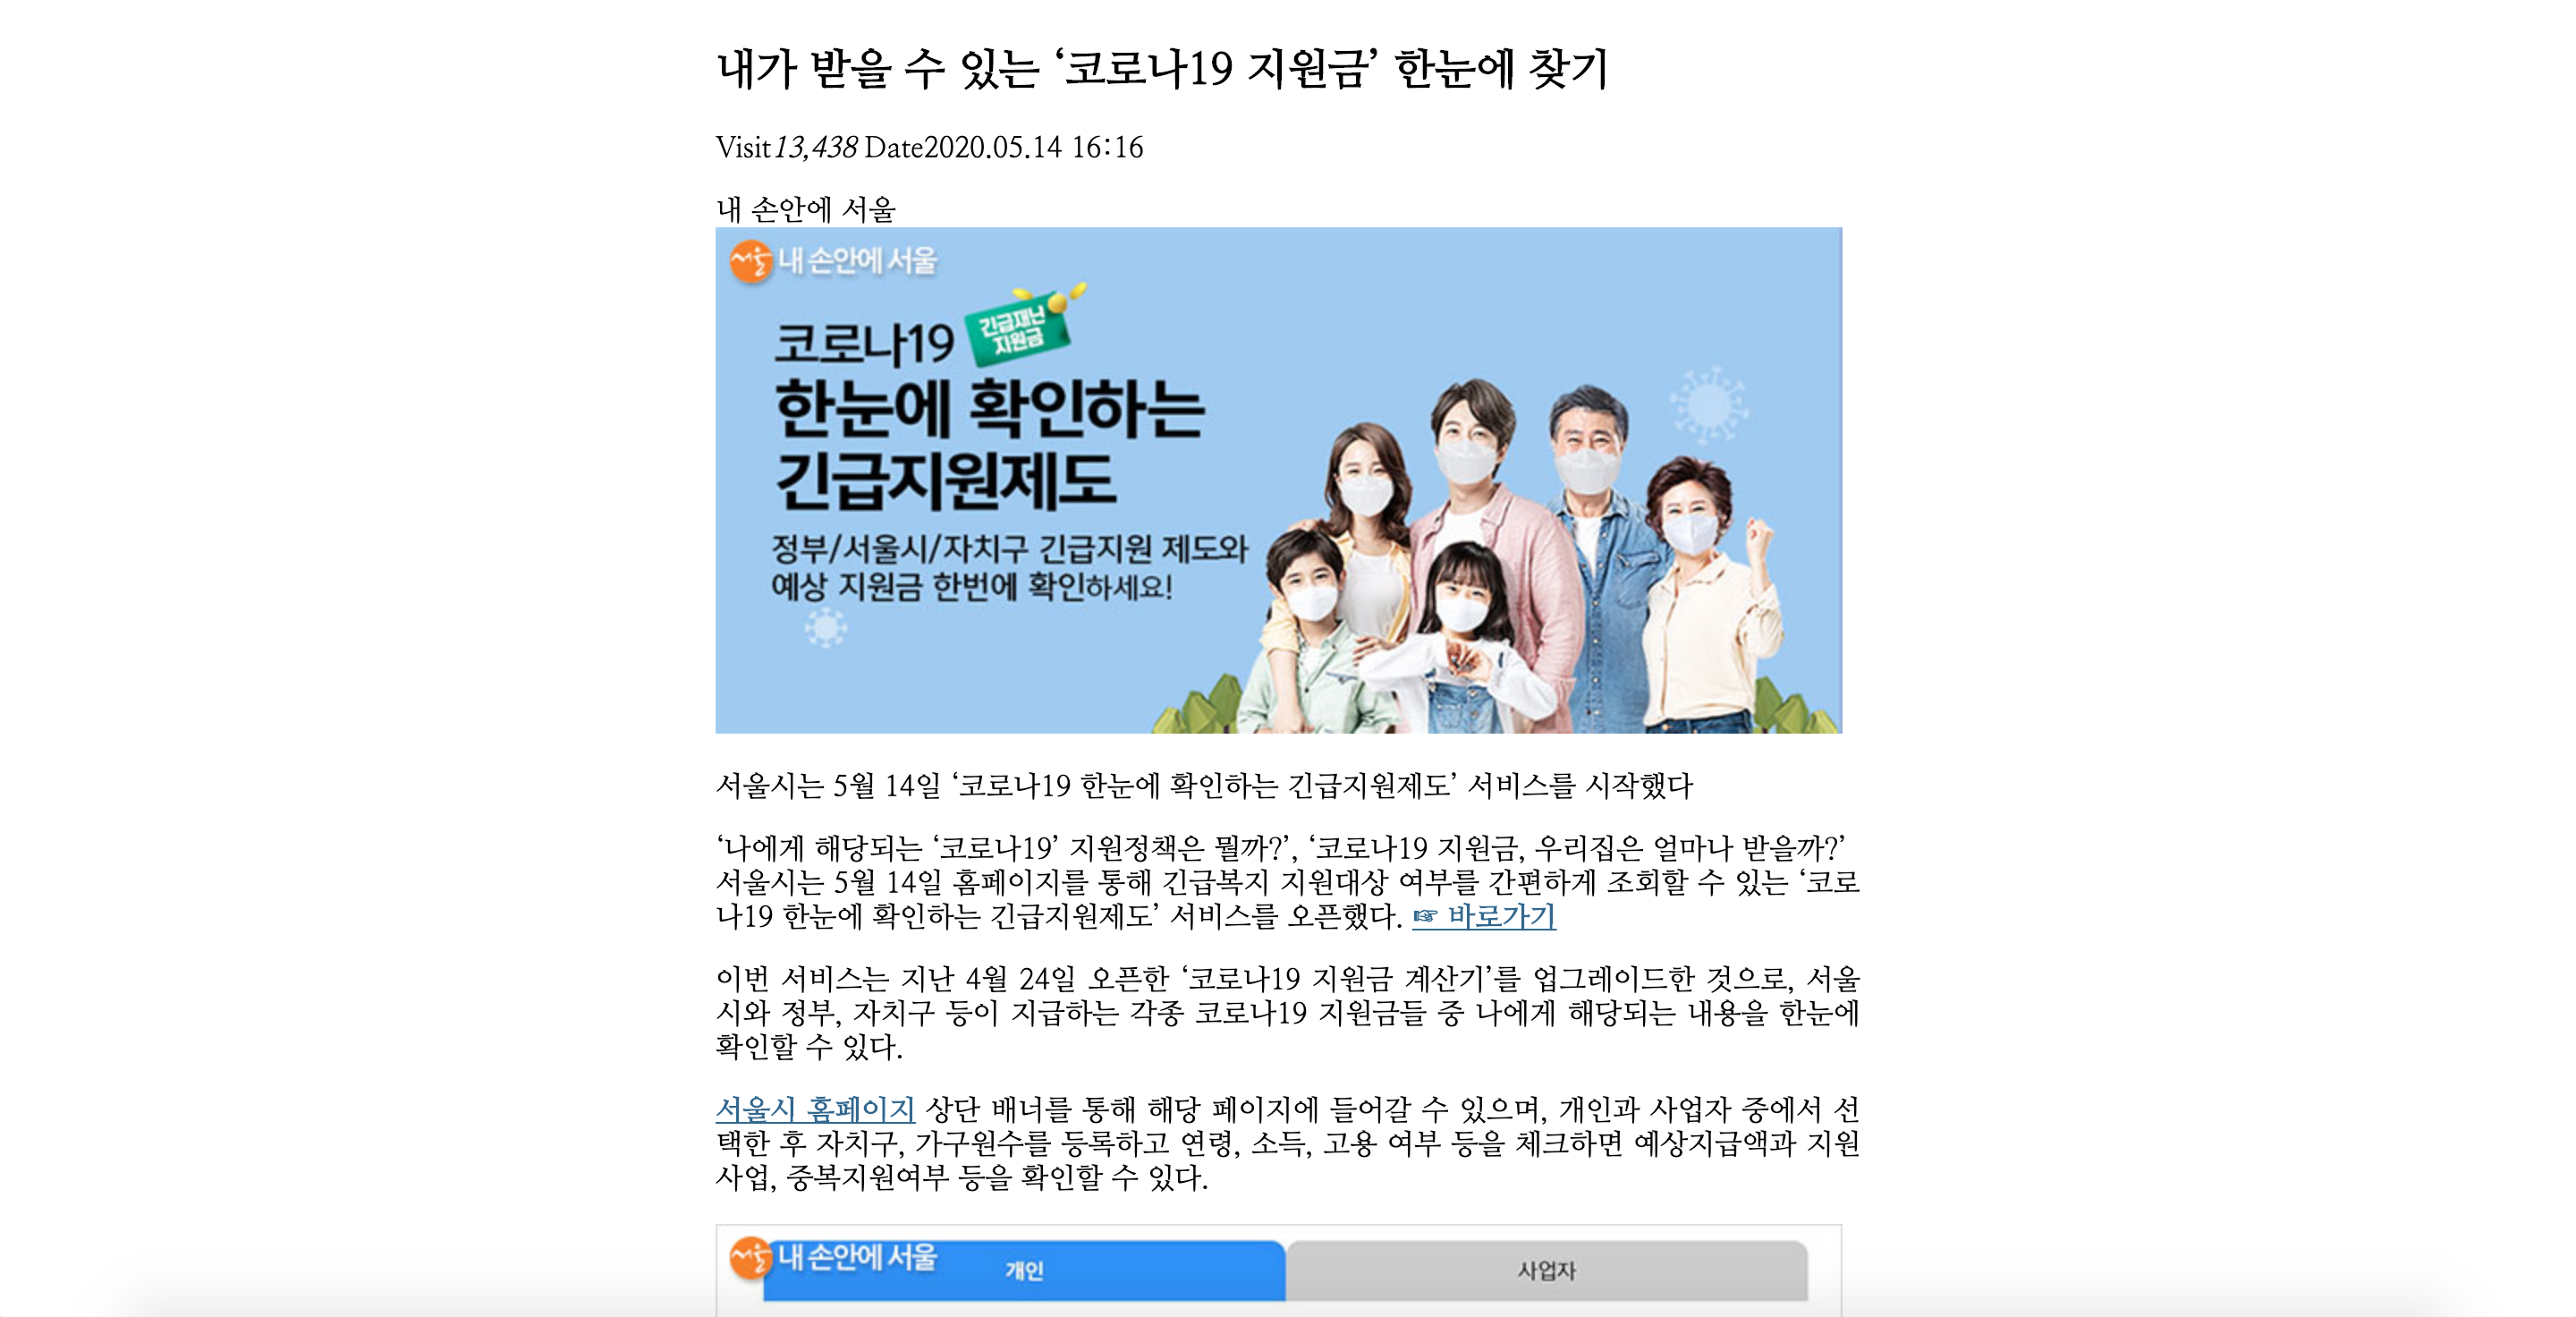 내가 받을 수 있는 ‘코로나19 지원금’ 한눈에 찾기
Visit13,438 Date2020.05.14 16:16
내 손안에 서울
서울 내 손안에 서울
코로나19
긴급재난
지원금
한눈에 확인하는
긴급지원제도
정부/서울시/자치구 긴급지원 제도와
예상 지원금 한번에 확인하세요!
서울시는 5월 14일 ‘코로나19 한눈에 확인하는 긴급지원제도’ 서비스를 시작했다
‘나에게 해당되는 ‘코로나19’ 지원정책은 뭘까?’, ‘코로나19 지원금, 우리집은 얼마나 받을까?’
서울시는 5월 14일 홈페이지를 통해 긴급복지 지원대상 여부를 간편하게 조회할 수 있는 ‘코로
나19 한눈에 확인하는 긴급지원제도’ 서비스를 오픈했다. ☞ 바로가기
이번 서비스는 지난 4월 24일 오픈한 ‘코로나19 지원금 계산기’를 업그레이드한 것으로, 서울
시와 정부, 자치구 등이 지급하는 각종 코로나19 지원금들 중 나에게 해당되는 내용을 한눈에
확인할 수 있다.
서울시 홈페이지 상단 배너를 통해 해당 페이지에 들어갈 수 있으며, 개인과 사업자 중에서 선
택한 후 자치구, 가구원수를 등록하고 연령, 소득, 고용 여부 등을 체크하면 예상지급액과 지원
사업, 중복지원여부 등을 확인할 수 있다.
서울 내 손안에 서울
개인
사업자